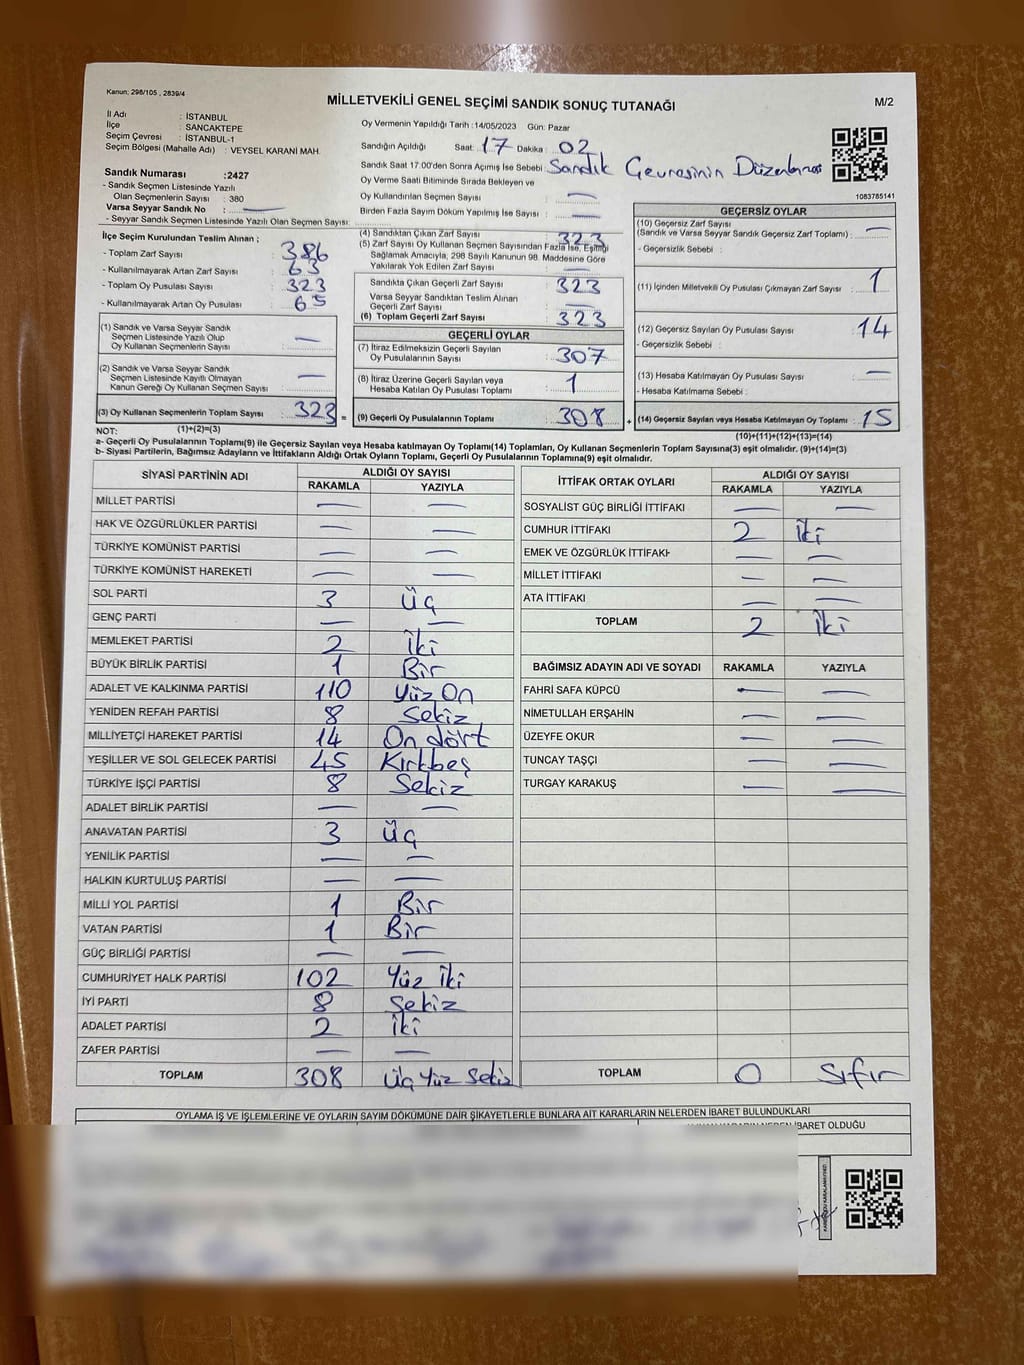 Kanun: 298/105 , 2839/4
MİLLETVEKİLİ GENEL SEÇİMİ SANDIK SONUÇ TUTANAĞI
M/2
İl Adı : İSTANBUL
İlçe : SANCAKTEPE
Seçim Çevresi : İSTANBUL-1
Seçim Bölgesi (Mahalle Adı) : VEYSEL KARANİ MAH.
Oy Vermenin Yapıldığı Tarih :14/05/2023 Gün: Pazar
Sandığın Açıldığı Saat: 17 Dakika : 02
Sandık Saat 17.00'den Sonra Açılmış İse Sebebi : Sandık Çevresinin Düzenlenmesi
Oy Verme Saati Bitiminde Sırada Bekleyen ve
Oy Kullandırılan Seçmen Sayısı : —
Birden Fazla Sayım Döküm Yapılmış İse Sayısı : —
1083785141
Sandık Numarası :2427
- Sandık Seçmen Listesinde Yazılı
Olan Seçmenlerin Sayısı : 380
Varsa Seyyar Sandık No : —
- Seyyar Sandık Seçmen Listesinde Yazılı Olan Seçmen Sayısı:
İlçe Seçim Kurulundan Teslim Alınan ;
- Toplam Zarf Sayısı : 386
- Kullanılmayarak Artan Zarf Sayısı : 63
- Toplam Oy Pusulası Sayısı : 323
- Kullanılmayarak Artan Oy Pusulası : 65
(1) Sandık ve Varsa Seyyar Sandık
Seçmen Listesinde Yazılı Olup
Oy Kullanan Seçmenlerin Sayısı : —
(2) Sandık ve Varsa Seyyar Sandık
Seçmen Listesinde Kayıtlı Olmayan
Kanun Gereği Oy Kullanan Seçmen Sayısı : —
(3) Oy Kullanan Seçmenlerin Toplam Sayısı : 323 =
(1)+(2)=(3)
(4) Sandıktan Çıkan Zarf Sayısı : 323
(5) Zarf Sayısı Oy Kullanan Seçmen Sayısından Fazla İse, Eşitliği
Sağlamak Amacıyla, 298 Sayılı Kanunun 98. Maddesine Göre
Yakılarak Yok Edilen Zarf Sayısı : —
Sandıkta Çıkan Geçerli Zarf Sayısı : 323
Varsa Seyyar Sandıktan Teslim Alınan
Geçerli Zarf Sayısı : —
(6) Toplam Geçerli Zarf Sayısı : 323
GEÇERLİ OYLAR
(7) İtiraz Edilmeksizin Geçerli Sayılan
Oy Pusulalarının Sayısı : 307
(8) İtiraz Üzerine Geçerli Sayılan veya
Hesaba Katılan Oy Pusulası Toplamı : 1
(9) Geçerli Oy Pusulalarının Toplamı : 308 +
GEÇERSİZ OYLAR
(10) Geçersiz Zarf Sayısı
(Sandık ve Varsa Seyyar Sandık Geçersiz Zarf Toplamı) : —
- Geçersizlik Sebebi :
(11) İçinden Milletvekili Oy Pusulası Çıkmayan Zarf Sayısı : 1
(12) Geçersiz Sayılan Oy Pusulası Sayısı : 14
- Geçersizlik Sebebi :
(13) Hesaba Katılmayan Oy Pusulası Sayısı : —
- Hesaba Katılmama Sebebi :
(14) Geçersiz Sayılan veya Hesaba Katılmayan Oy Toplamı : 15
(10)+(11)+(12)+(13)=(14)
NOT:
a- Geçerli Oy Pusulalarının Toplamı(9) ile Geçersiz Sayılan veya Hesaba katılmayan Oy Toplamı(14) Toplamları, Oy Kullanan Seçmenlerin Toplam Sayısına(3) eşit olmalıdır. (9)+(14)=(3)
b- Siyasi Partilerin, Bağımsız Adayların ve İttifakların Aldığı Ortak Oyların Toplamı, Geçerli Oy Pusulalarının Toplamına(9) eşit olmalıdır.
SİYASİ PARTİNİN ADI ALDIĞI OY SAYISI
RAKAMLA YAZIYLA
MİLLET PARTİSİ — —
HAK VE ÖZGÜRLÜKLER PARTİSİ — —
TÜRKİYE KOMÜNİST PARTİSİ — —
TÜRKİYE KOMÜNİST HAREKETİ — —
SOL PARTİ 3 Üç
GENÇ PARTİ — —
MEMLEKET PARTİSİ 2 İki
BÜYÜK BİRLİK PARTİSİ 1 Bir
ADALET VE KALKINMA PARTİSİ 110 Yüz On
YENİDEN REFAH PARTİSİ 8 Sekiz
MİLLİYETÇİ HAREKET PARTİSİ 14 On dört
YEŞİLLER VE SOL GELECEK PARTİSİ 45 Kırkbeş
TÜRKİYE İŞÇİ PARTİSİ 8 Sekiz
ADALET BİRLİK PARTİSİ — —
ANAVATAN PARTİSİ 3 Üç
YENİLİK PARTİSİ — —
HALKIN KURTULUŞ PARTİSİ — —
MİLLİ YOL PARTİSİ 1 Bir
VATAN PARTİSİ 1 Bir
GÜÇ BİRLİĞİ PARTİSİ — —
CUMHURİYET HALK PARTİSİ 102 Yüz İki
İYİ PARTİ 8 Sekiz
ADALET PARTİSİ 2 İki
ZAFER PARTİSİ — —
TOPLAM 308 Üç Yüz Sekiz
İTTİFAK ORTAK OYLARI ALDIĞI OY SAYISI
RAKAMLA YAZIYLA
SOSYALİST GÜÇ BİRLİĞİ İTTİFAKI — —
CUMHUR İTTİFAKI 2 İki
EMEK VE ÖZGÜRLÜK İTTİFAKI — —
MİLLET İTTİFAKI — —
ATA İTTİFAKI — —
TOPLAM 2 İki
BAĞIMSIZ ADAYIN ADI VE SOYADI RAKAMLA YAZIYLA
FAHRİ SAFA KÜPCÜ — —
NİMETULLAH ERŞAHİN — —
ÜZEYFE OKUR — —
TUNCAY TAŞÇI — —
TURGAY KARAKUŞ — —
TOPLAM 0 Sıfır
OYLAMA İŞ VE İŞLEMLERİNE VE OYLARIN SAYIM DÖKÜMÜNE DAİR ŞİKAYETLERLE BUNLARA AİT KARARLARIN NELERDEN İBARET BULUNDUKLARI
İBARET OLDUĞU